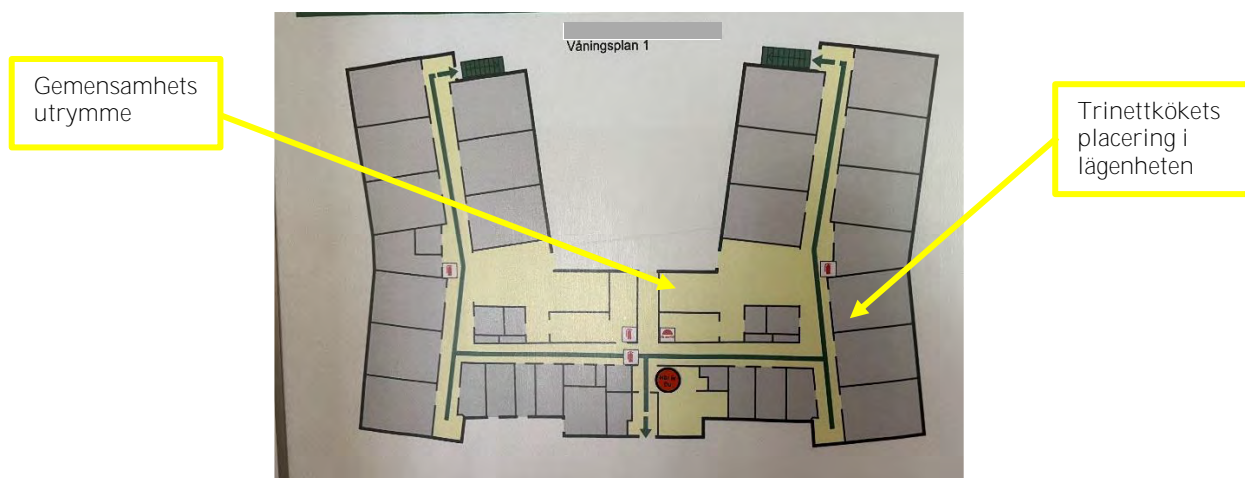 Våningsplan 1
Gemensamhets
utrymme
Trinettkökets
placering i
lägenheten